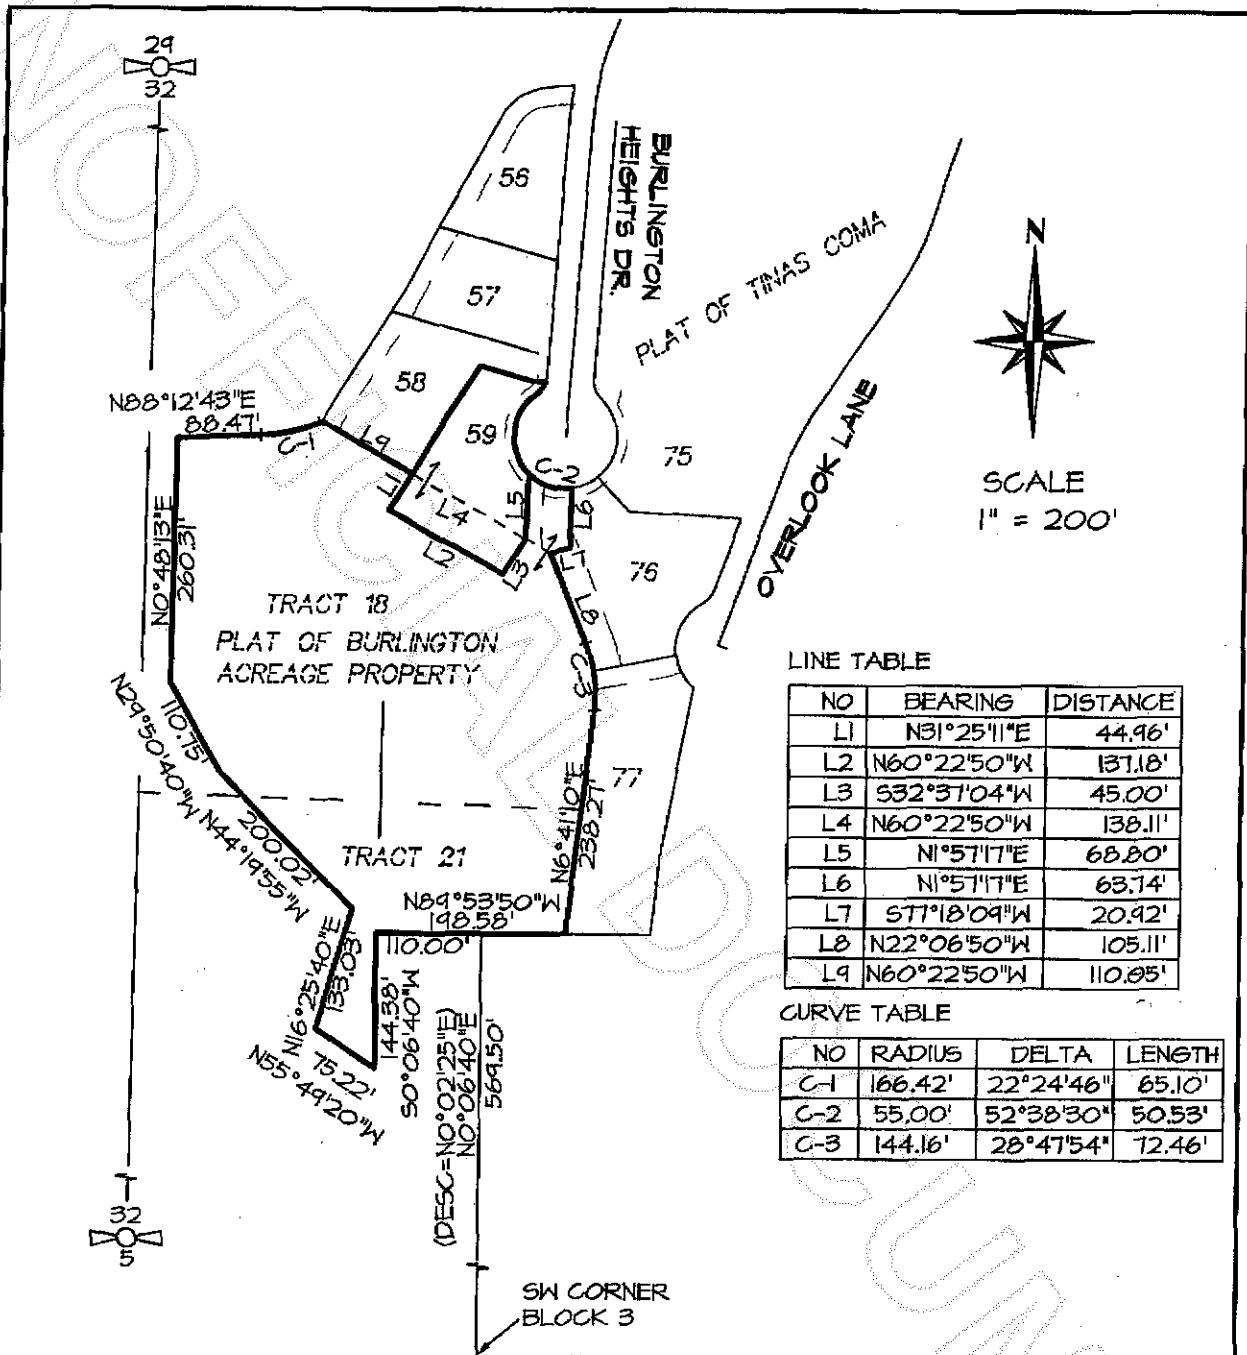 29
32
56
BURLINGTON
HEIGHTS DR.
PLAT OF TINAS COMA
N
57
58
N88°12'43"E
88.47'
C-1
L9
59
C-2
75
OVERLOOK LANE
SCALE
1" = 200'
L1
L4
L5
L6
L2
L3
L7
76
L8
N0°48'13"E
260.31'
TRACT 18
PLAT OF BURLINGTON
ACREAGE PROPERTY
C-3
N29°50'40"W
110.75'
77
N44°19'55"W
200.02'
TRACT 21
N6°41'10"E
238.27'
N89°53'50"W
198.58'
110.00'
N16°25'40"E
133.03'
S0°06'40"W
144.38'
N55°49'20"W
75.22'
(DESC=N0°02'25"E)
N0°06'40"E
569.50'
32
5
SW CORNER
BLOCK 3
LINE TABLE
NO BEARING DISTANCE
L1 N31°25'11"E 44.96'
L2 N60°22'50"W 137.18'
L3 S32°37'04"W 45.00'
L4 N60°22'50"W 138.11'
L5 N1°57'17"E 68.80'
L6 N1°57'17"E 63.74'
L7 S77°18'09"W 20.92'
L8 N22°06'50"W 105.11'
L9 N60°22'50"W 110.85'
CURVE TABLE
NO RADIUS DELTA LENGTH
C-1 166.42' 22°24'46" 65.10'
C-2 55.00' 52°38'30" 50.53'
C-3 144.16' 28°47'54" 72.46'